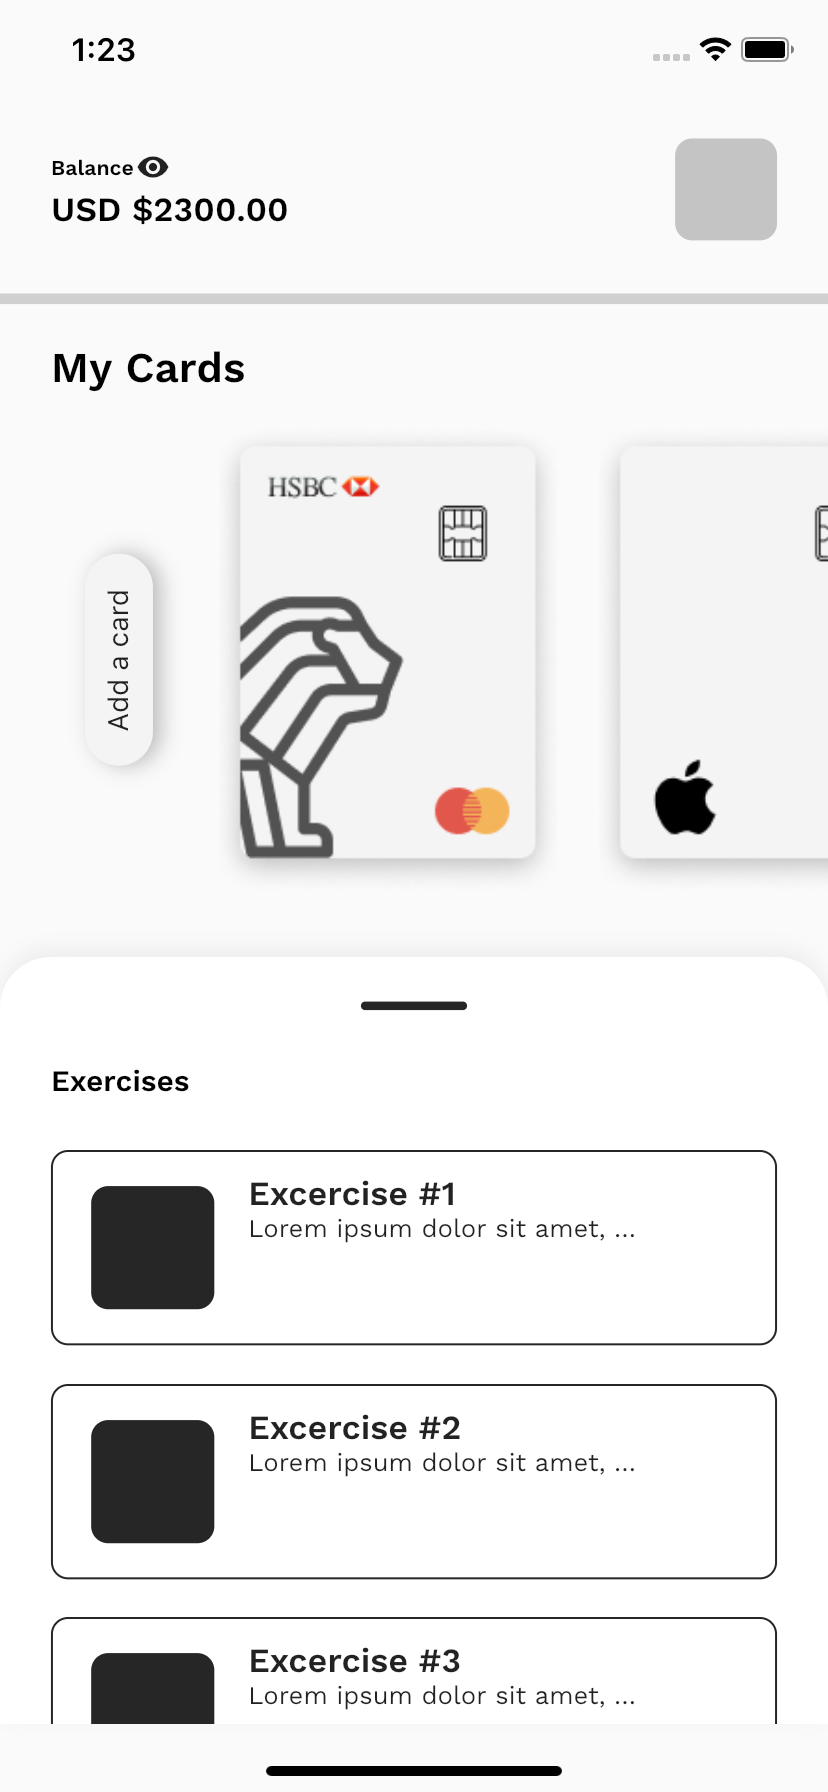 1:23
Balance
USD $2300.00
My Cards
HSBC
Add a card
Exercises
Excercise #1
Lorem ipsum dolor sit amet, ...
Excercise #2
Lorem ipsum dolor sit amet, ...
Excercise #3
Lorem ipsum dolor sit amet, ...